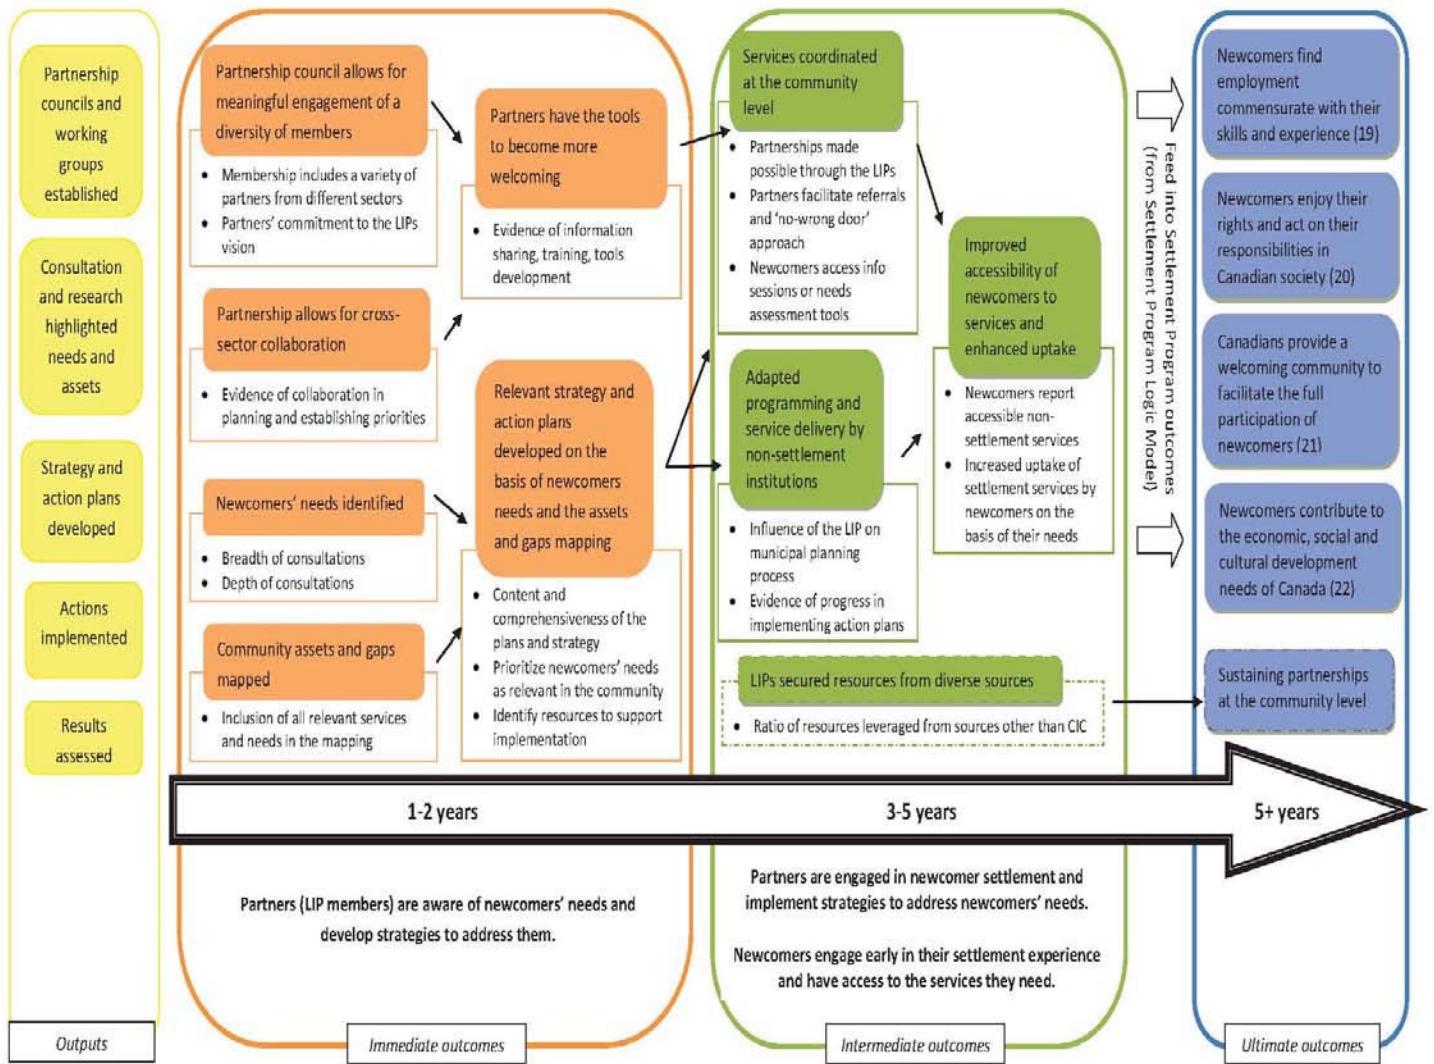 Partnership
councils and
working
groups
established
Consultation
and research
highlighted
needs and
assets
Strategy and
action plans
developed
Actions
implemented
Results
assessed
Outputs
Partnership council allows for
meaningful engagement of a
diversity of members
• Membership includes a variety of
partners from different sectors
• Partners' commitment to the LIPs
vision
Partnership allows for cross-
sector collaboration
• Evidence of collaboration in
planning and establishing priorities
Newcomers' needs identified
• Breadth of consultations
• Depth of consultations
Community assets and gaps
mapped
• Inclusion of all relevant services
and needs in the mapping
Partners have the tools
to become more
welcoming
• Evidence of information
sharing, training, tools
development
Relevant strategy and
action plans
developed on the
basis of newcomers
needs and the assets
and gaps mapping
• Content and
comprehensiveness of the
plans and strategy
• Prioritize newcomers' needs
as relevant in the community
• Identify resources to support
implementation
1-2 years
Partners (LIP members) are aware of newcomers' needs and
develop strategies to address them.
Immediate outcomes
Services coordinated
at the community
level
• Partnerships made
possible through the LIPs
• Partners facilitate referrals
and 'no-wrong door'
approach
• Newcomers access info
sessions or needs
assessment tools
Adapted
programming and
service delivery by
non-settlement
institutions
• Influence of the LIP on
municipal planning
process
• Evidence of progress in
implementing action plans
Improved
accessibility of
newcomers to
services and
enhanced uptake
• Newcomers report
accessible non-
settlement services
• Increased uptake of
settlement services by
newcomers on the
basis of their needs
LIPs secured resources from diverse sources
• Ratio of resources leveraged from sources other than CIC
3-5 years
Partners are engaged in newcomer settlement and
implement strategies to address newcomers' needs.
Newcomers engage early in their settlement experience
and have access to the services they need.
Intermediate outcomes
Feed into Settlement Program outcomes
(from Settlement Program Logic Model)
Newcomers find
employment
commensurate with their
skills and experience (19)
Newcomers enjoy their
rights and act on their
responsibilities in
Canadian society (20)
Canadians provide a
welcoming community to
facilitate the full
participation of
newcomers (21)
Newcomers contribute to
the economic, social and
cultural development
needs of Canada (22)
Sustaining partnerships
at the community level
5+ years
Ultimate outcomes